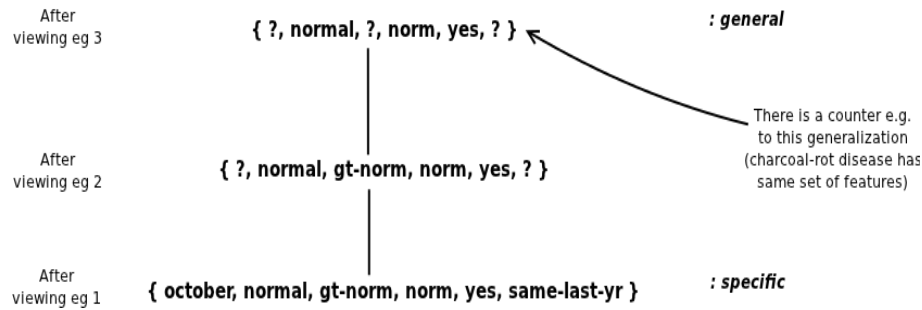 After
viewing eg 3
{ ?, normal, ?, norm, yes, ? }
: general
There is a counter e.g.
to this generalization
(charcoal-rot disease has
same set of features)
After
viewing eg 2
{ ?, normal, gt-norm, norm, yes, ? }
After
viewing eg 1
{ october, normal, gt-norm, norm, yes, same-last-yr }
: specific